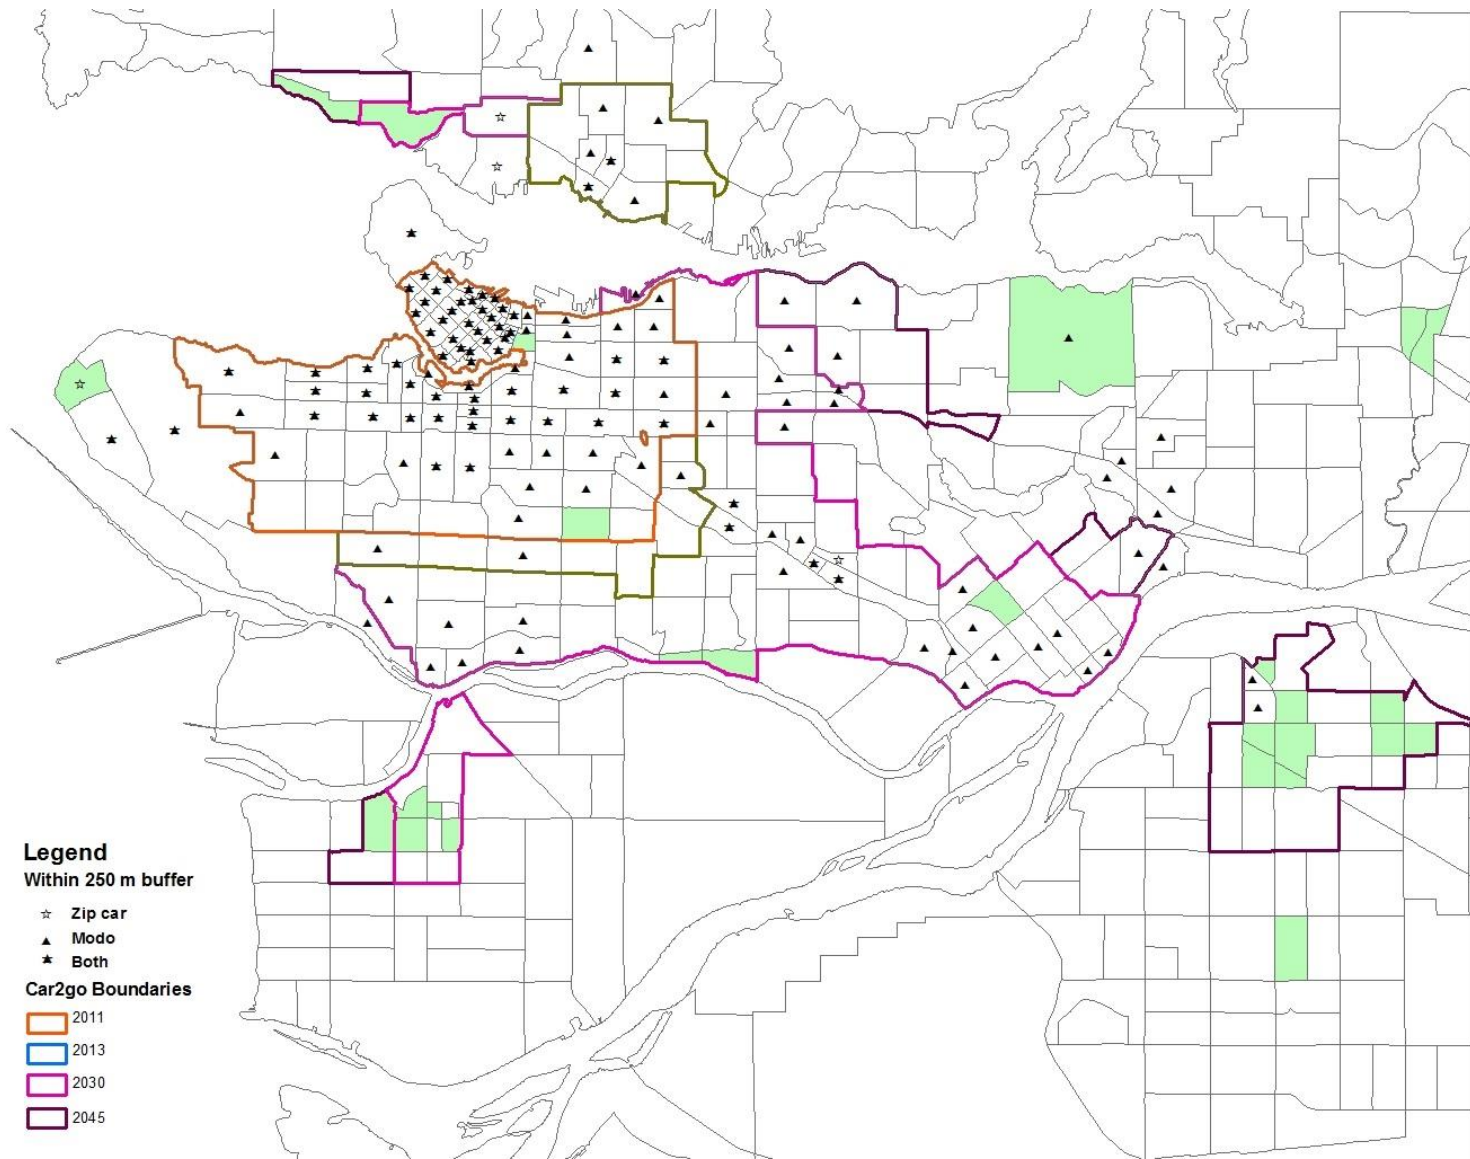 Legend
Within 250 m buffer
Zip car
Modo
Both
Car2go Boundaries
2011
2013
2030
2045